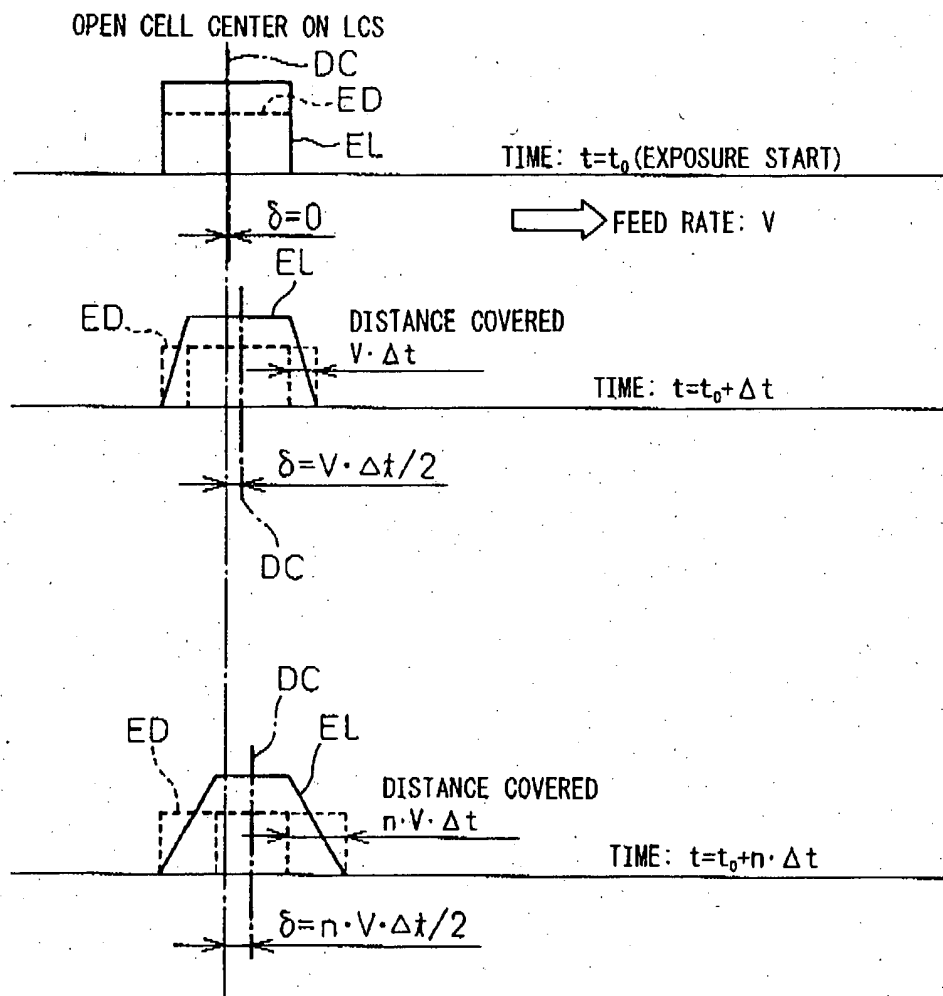 OPEN CELL CENTER ON LCS
DC
ED
EL
TIME: t=t₀(EXPOSURE START)
δ=0
FEED RATE: V
EL
ED
DISTANCE COVERED
V·Δt
TIME: t=t₀+Δt
δ=V·Δt/2
DC
DC
ED
EL
DISTANCE COVERED
n·V·Δt
TIME: t=t₀+n·Δt
δ=n·V·Δt/2